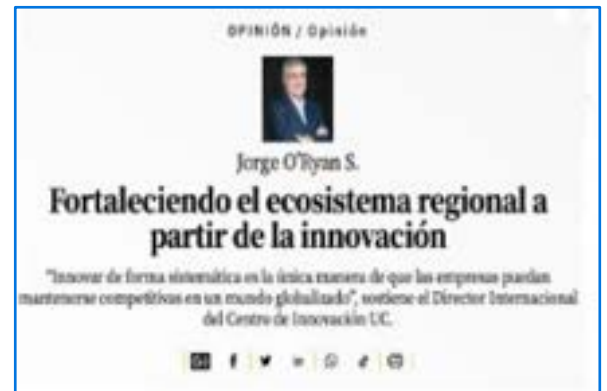 OPINIÓN / Opinión
Jorge O'Ryan S.
Fortaleciendo el ecosistema regional a
partir de la innovación
"Innovar de forma sistemática es la única manera de que las empresas puedan
mantenerse competitivas en un mundo globalizado", sostiene el Director Internacional
del Centro de Innovación UC.